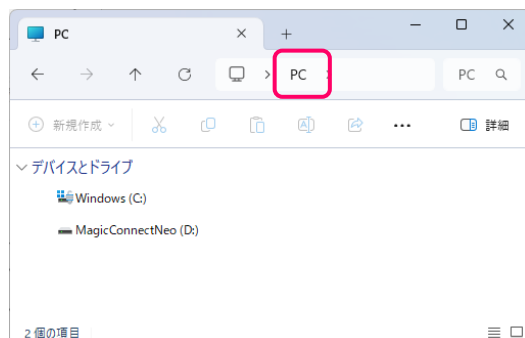 PC
PC
PC
新規作成
詳細
デバイスとドライブ
Windows (C:)
MagicConnectNeo (D:)
2 個の項目